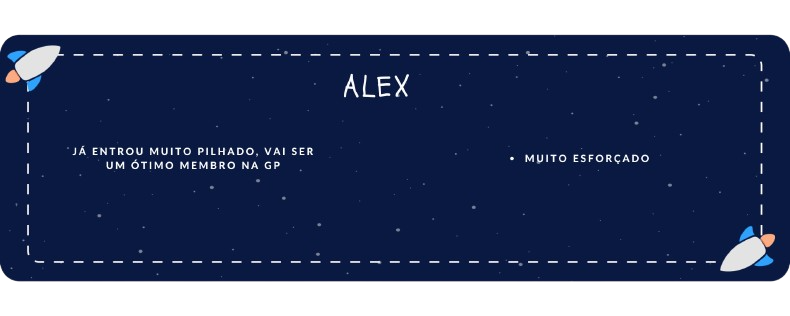 ALEX
JÁ ENTROU MUITO PILHADO, VAI SER
UM ÓTIMO MEMBRO NA GP
• MUITO ESFORÇADO